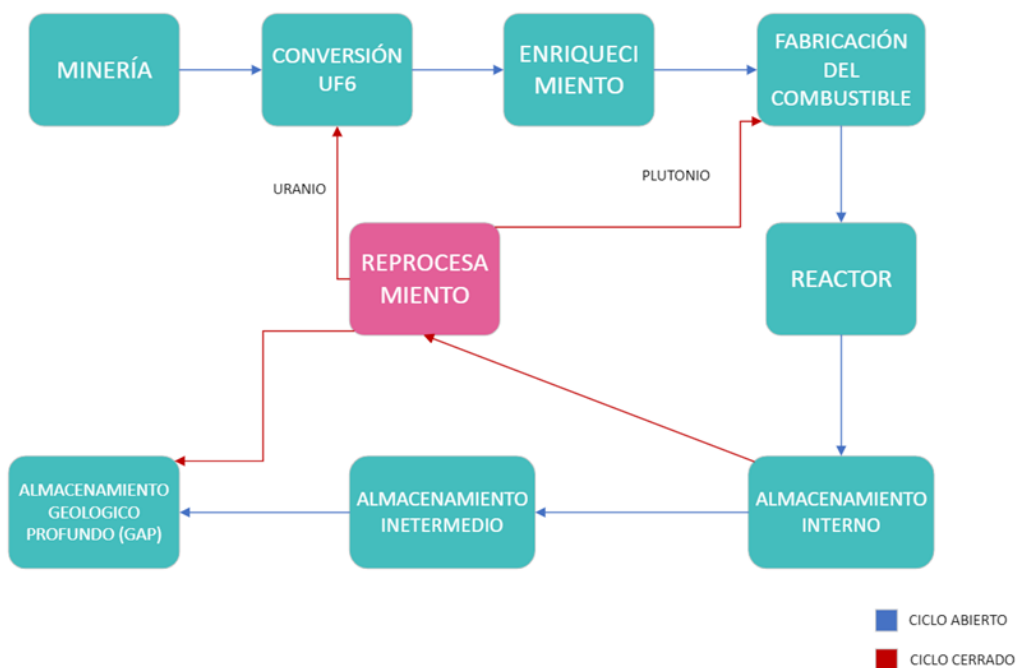 MINERÍA
CONVERSIÓN
UF6
ENRIQUECI
MIENTO
FABRICACIÓN
DEL
COMBUSTIBLE
URANIO
PLUTONIO
REPROCESA
MIENTO
REACTOR
ALMACENAMIENTO
GEOLOGICO
PROFUNDO (GAP)
ALMACENAMIENTO
INETERMEDIO
ALMACENAMIENTO
INTERNO
CICLO ABIERTO
CICLO CERRADO